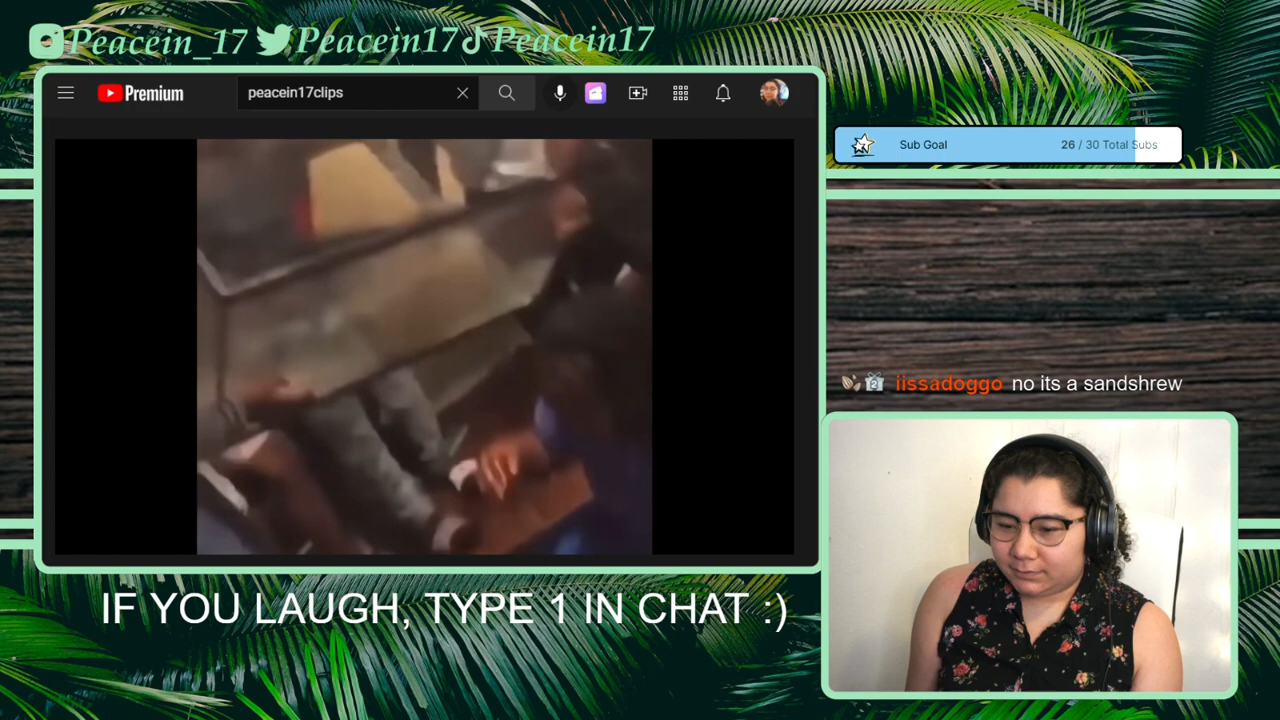 Peacein_17 Peacein17 Peacein17
Premium
peacein17clips
Sub Goal 26 / 30 Total Subs
2 iissadoggo no its a sandshrew
IF YOU LAUGH, TYPE 1 IN CHAT :)